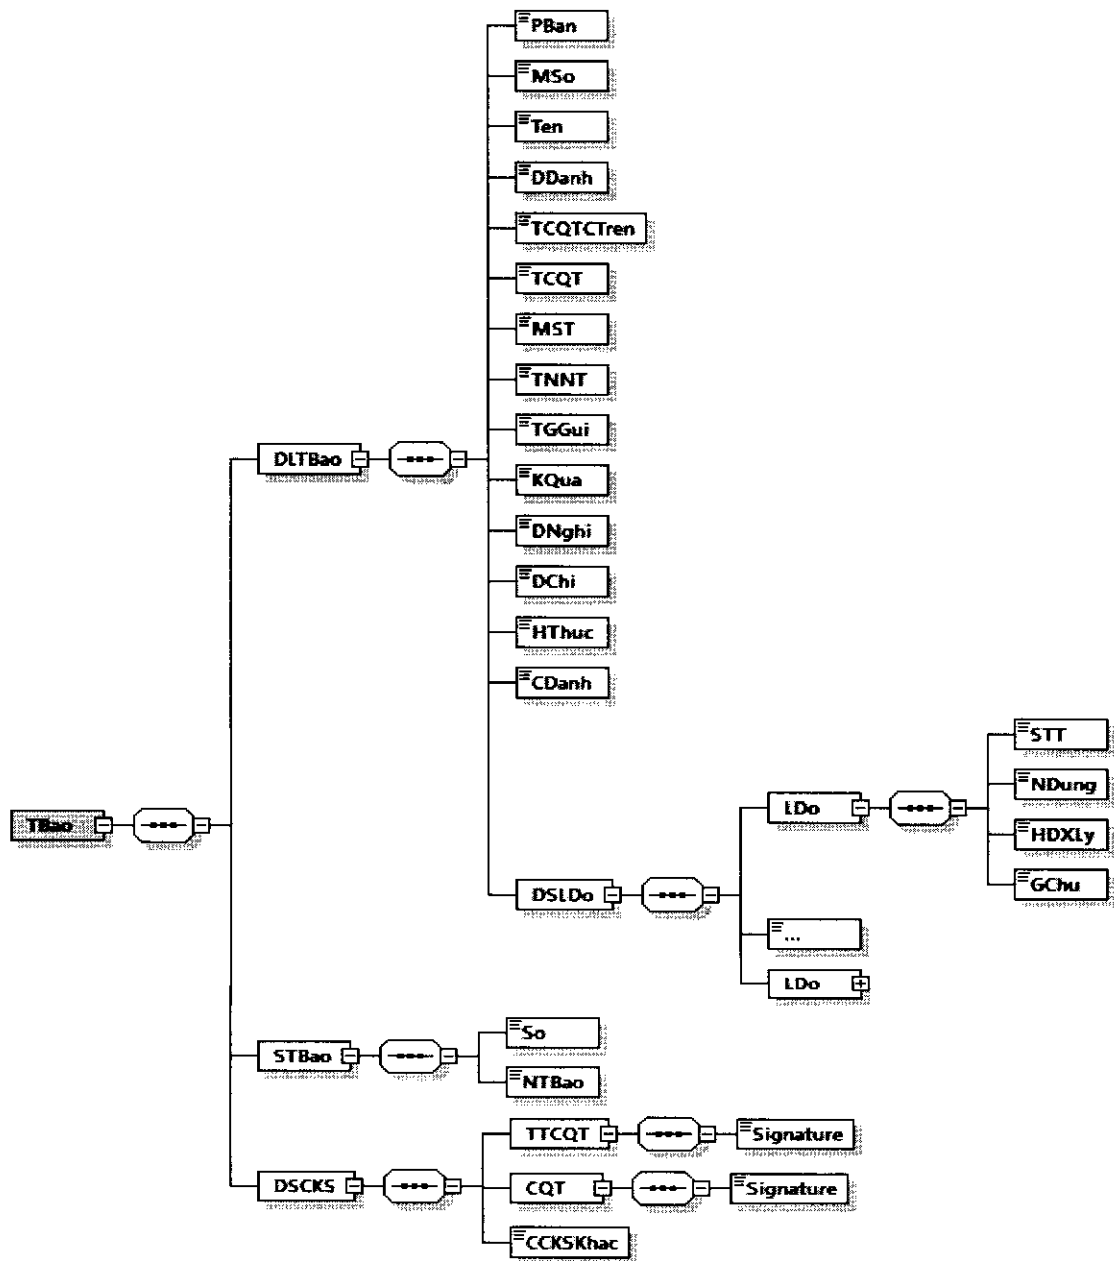 PBan
MSo
Ten
DDanh
TCQTCTren
TCQT
MST
TNNT
TGGui
DLTBao
KQua
DNghi
DChi
HThuc
CDanh
STT
NDung
LDo
TBao
HDXLy
GChu
DSLDo
...
LDo
So
STBao
NTBao
TTCQT
Signature
DSCKS
CQT
Signature
CCKSKhac